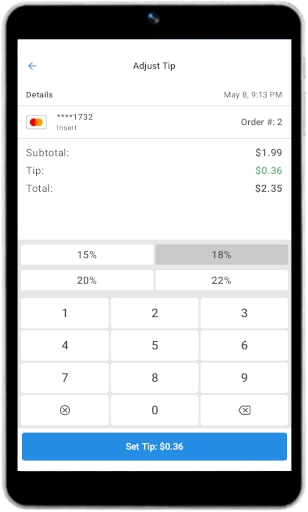 Adjust Tip
Details May 8, 9:13 PM
****1732
Insert
Order #: 2
Subtotal: $1.99
Tip: $0.36
Total: $2.35
15% 18%
20% 22%
1 2 3
4 5 6
7 8 9
0
Set Tip: $0.36